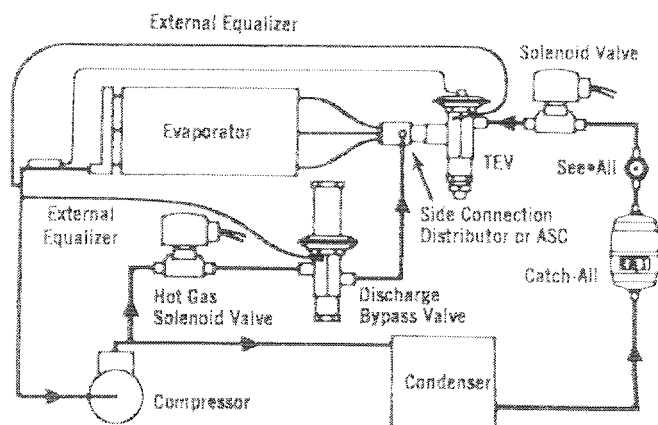 External Equalizer
Solenoid Valve
Evaporator
TEV
See•All
External
Equalizer
Side Connection
Distributor or ASC
Catch-All
Hot Gas
Solenoid Valve
Discharge
Bypass Valve
Condenser
Compressor